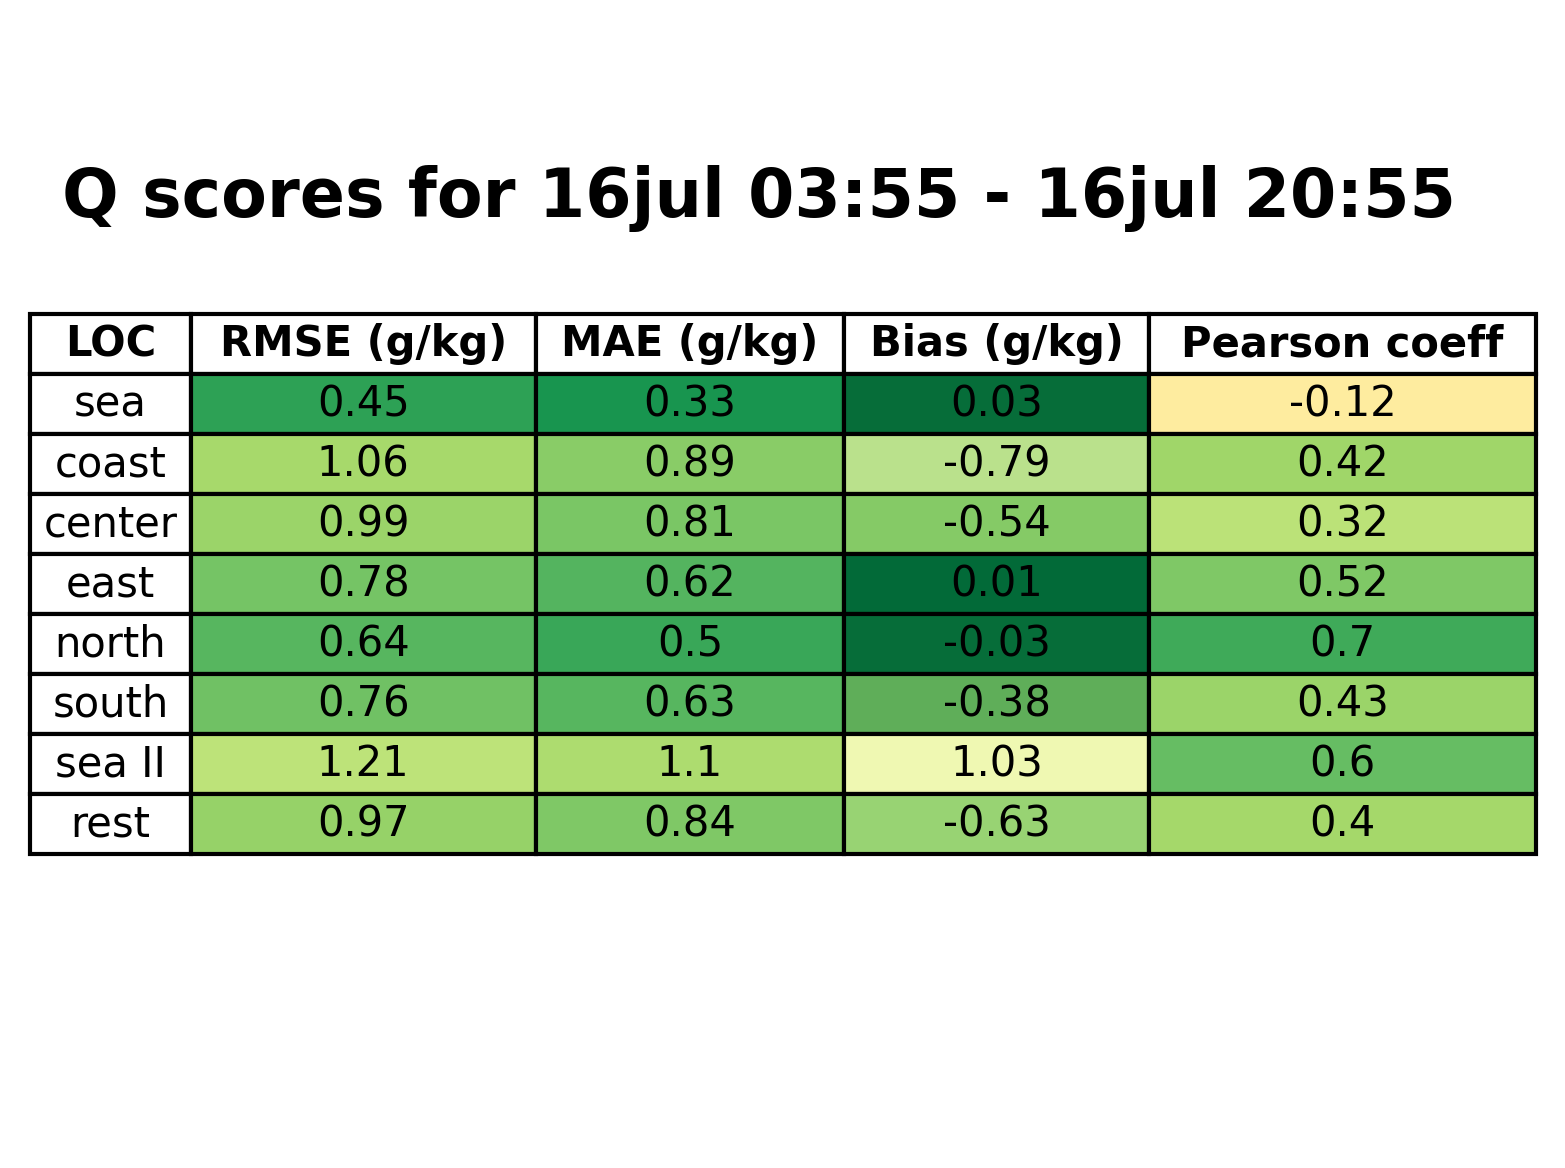 Q scores for 16jul 03:55 - 16jul 20:55
LOC RMSE (g/kg) MAE (g/kg) Bias (g/kg) Pearson coeff
sea 0.45 0.33 0.03 -0.12
coast 1.06 0.89 -0.79 0.42
center 0.99 0.81 -0.54 0.32
east 0.78 0.62 0.01 0.52
north 0.64 0.5 -0.03 0.7
south 0.76 0.63 -0.38 0.43
sea II 1.21 1.1 1.03 0.6
rest 0.97 0.84 -0.63 0.4